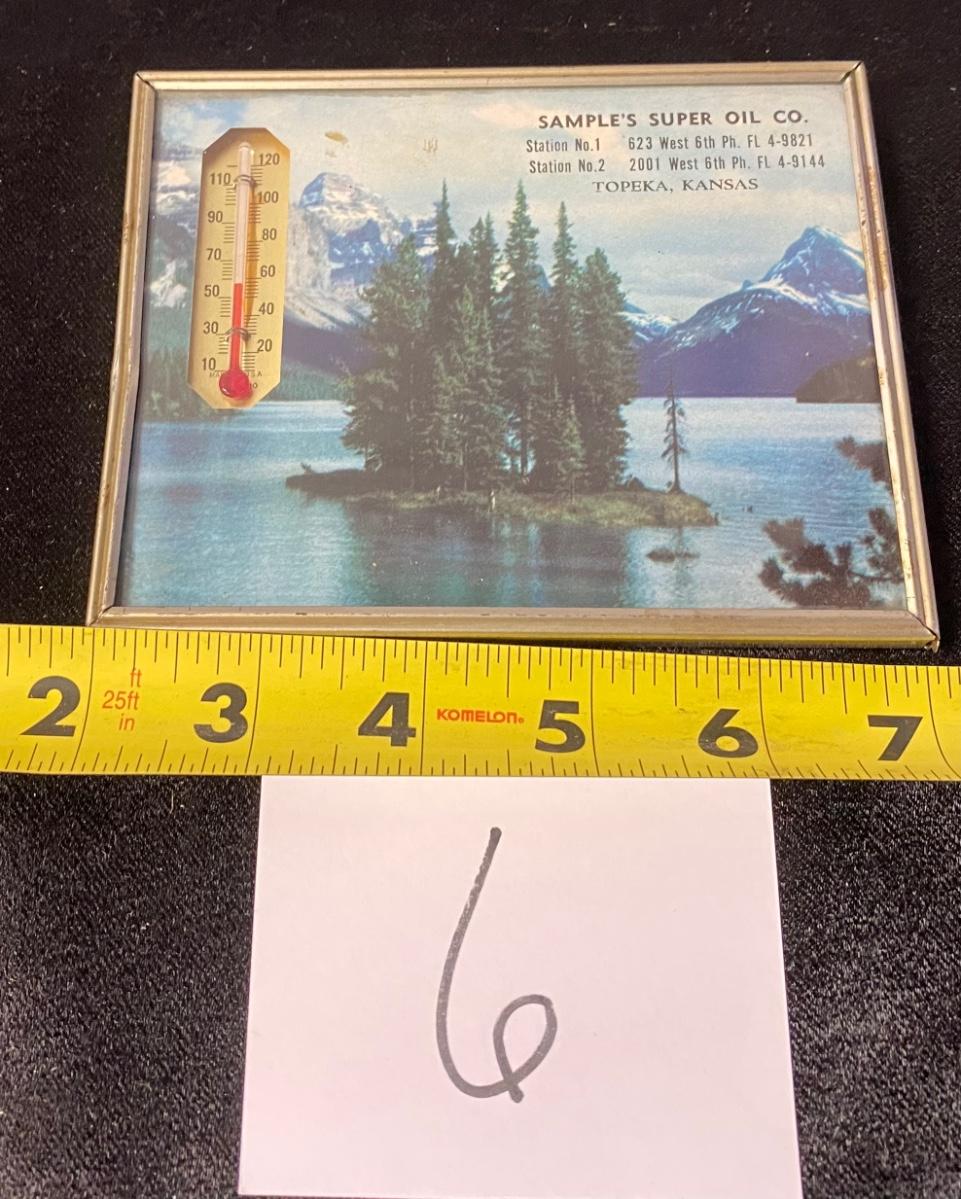 SAMPLE'S SUPER OIL CO.
Station No.1 623 West 6th Ph. FL 4-9821
Station No.2 2001 West 6th Ph. FL 4-9144
TOPEKA, KANSAS
120
110
100
90
80
70
60
50
40
30
20
10
2 3 4 5 6 7
ft
25ft
in
KOMELON®
6